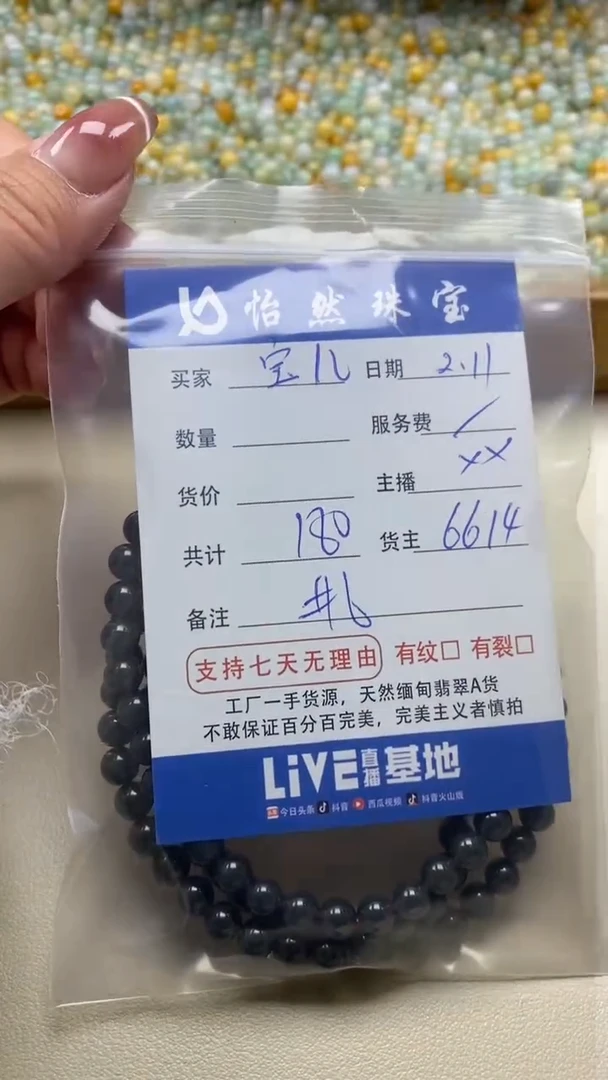 怡然珠宝
买家 宝儿 日期 2.11
数量 服务费 /
货价 主播 xx
共计 180 货主 6614
备注 #6
支持七天无理由 有纹□ 有裂□
工厂一手货源，天然缅甸翡翠A货
不敢保证百分百完美，完美主义者慎拍
LiVE直播基地
今日头条 抖音 西瓜视频 抖音火山版